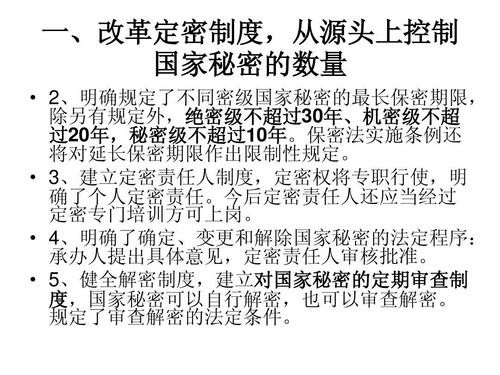 一、改革定密制度，从源头上控制
国家秘密的数量
• 2、明确规定了不同密级国家秘密的最长保密期限，
除另有规定外，绝密级不超过30年、机密级不超
过20年，秘密级不超过10年。保密法实施条例还
将对延长保密期限作出限制性规定。
• 3、建立定密责任人制度，定密权将专职行使，明
确了个人定密责任。今后定密责任人还应当经过
定密专门培训方可上岗。
• 4、明确了确定、变更和解除国家秘密的法定程序：
承办人提出具体意见，定密责任人审核批准。
• 5、健全解密制度，建立对国家秘密的定期审查制
度，国家秘密可以自行解密，也可以审查解密。
规定了审查解密的法定条件。